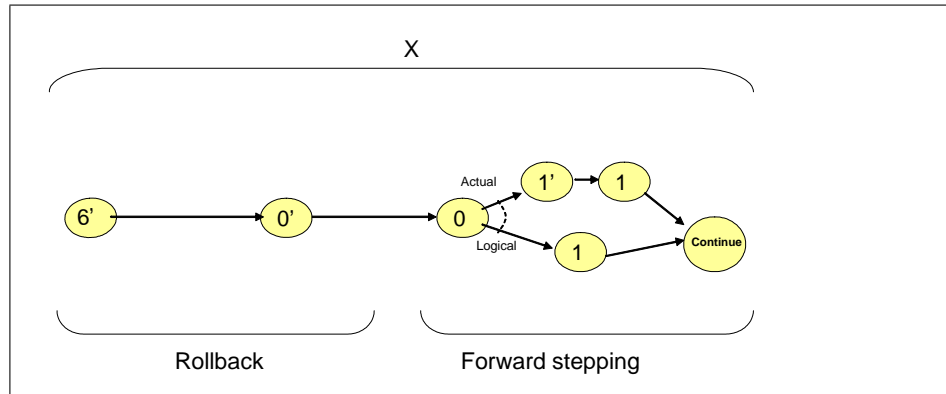 X
Actual
1’
1
6’
0’
0
Logical
1
Continue
Rollback
Forward stepping